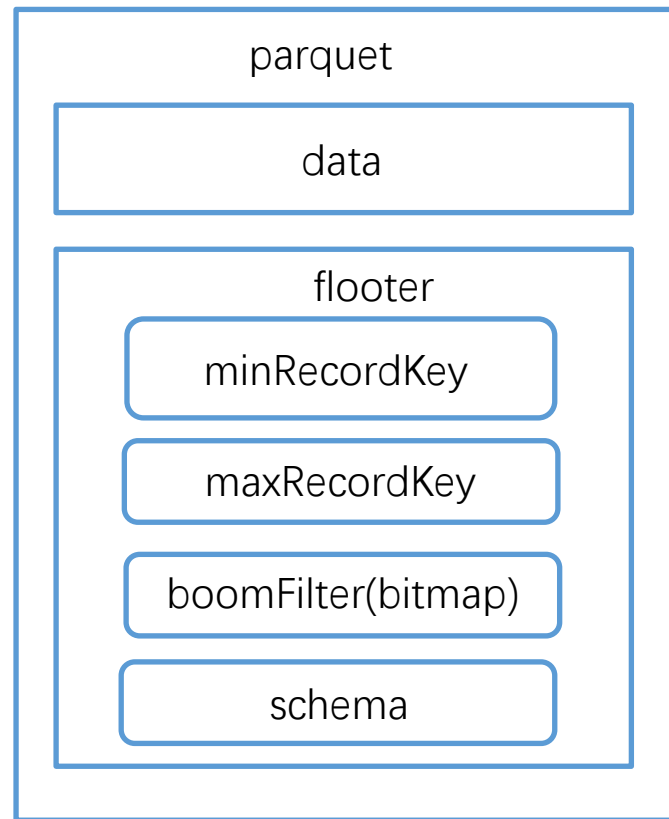 parquet
data
flooter
minRecordKey
maxRecordKey
boomFilter(bitmap)
schema